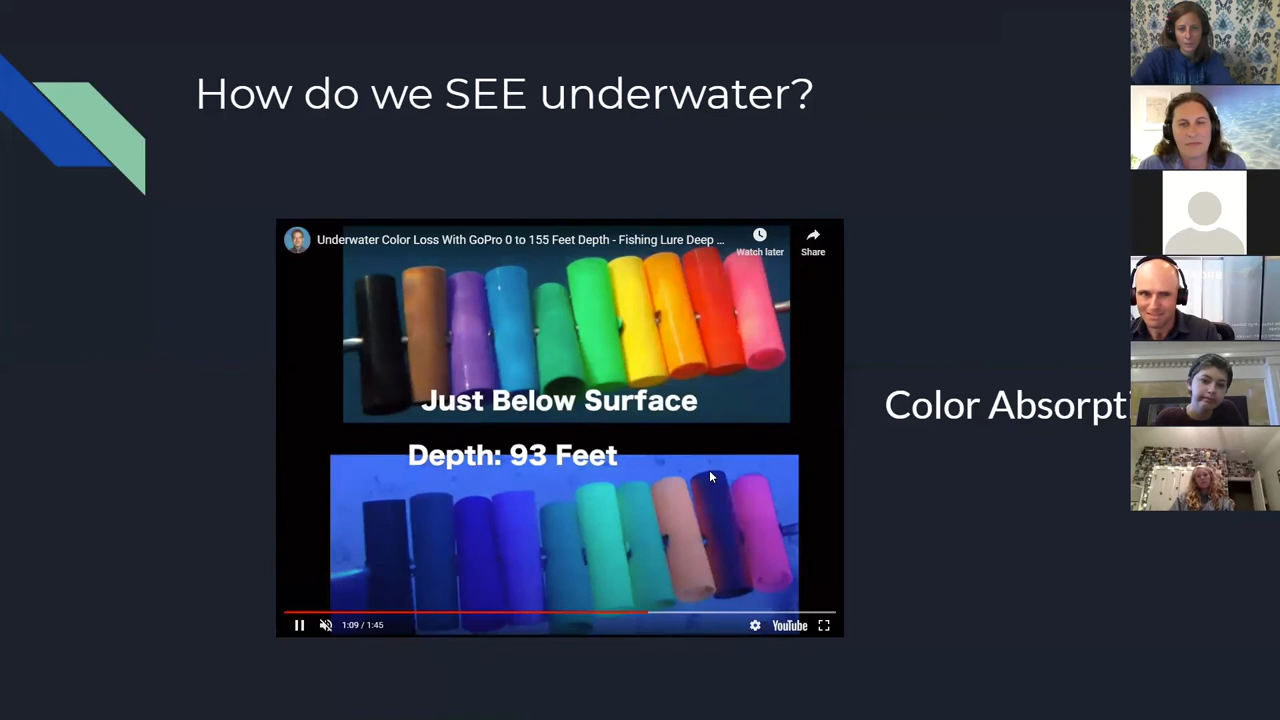 How do we SEE underwater?
Underwater Color Loss With GoPro 0 to 155 Feet Depth - Fishing Lure Deep ...
Watch later
Share
Just Below Surface
Depth: 93 Feet
Color Absorpti
1:09 / 1:45
YouTube